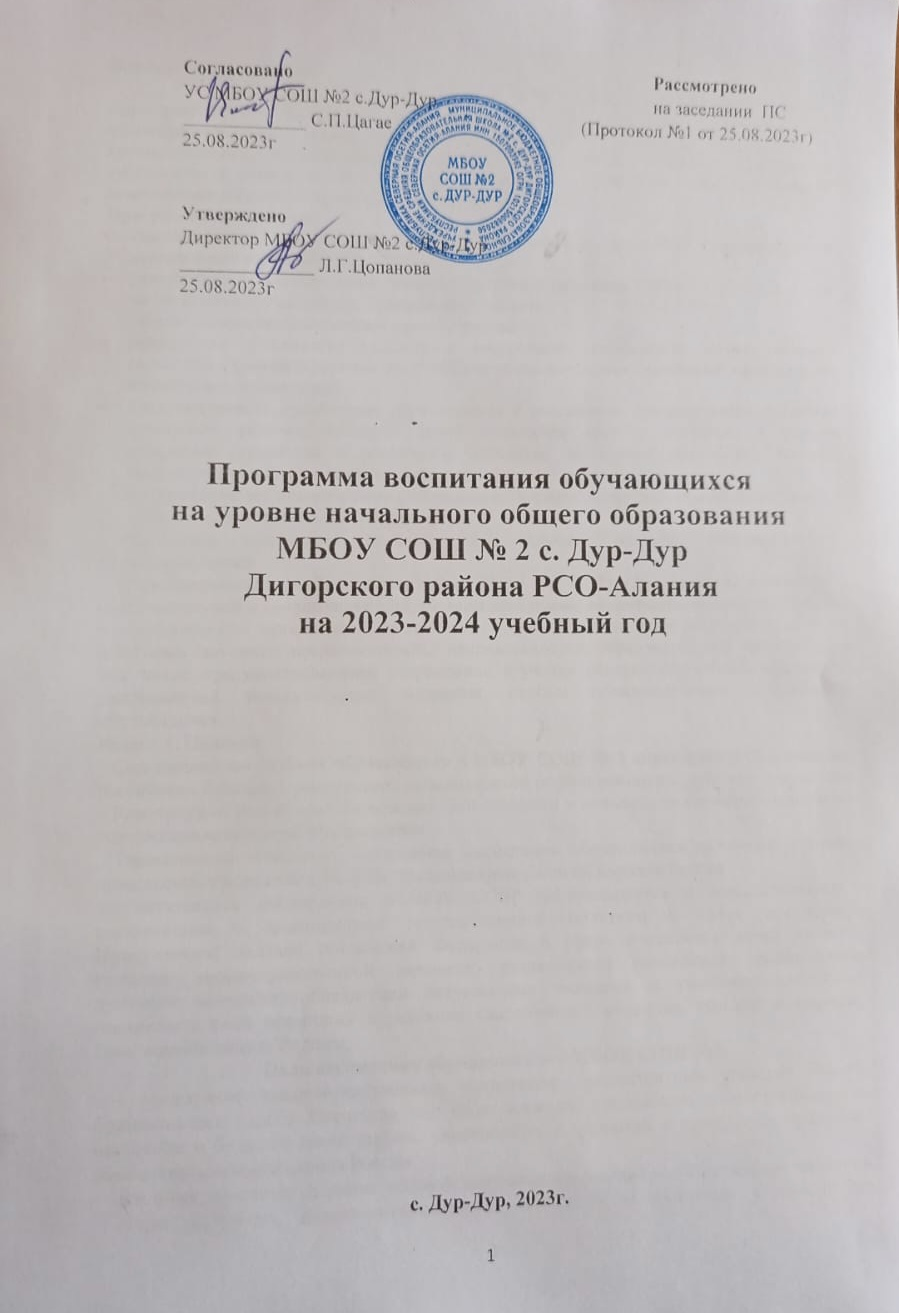 Согласовано
УС МБОУ СОШ №2 с.Дур-Дур
С.П.Цагае
25.08.2023г
Рассмотрено
на заседании ПС
(Протокол №1 от 25.08.2023г)
МБОУ
СОШ №2
с. ДУР-ДУР
Утверждено
Директор МБОУ СОШ №2 с.Дур-Дур
Л.Г.Цопанова
25.08.2023г
Программа воспитания обучающихся
на уровне начального общего образования
МБОУ СОШ № 2 с. Дур-Дур
Дигорского района РСО-Алания
на 2023-2024 учебный год
с. Дур-Дур, 2023г.
1